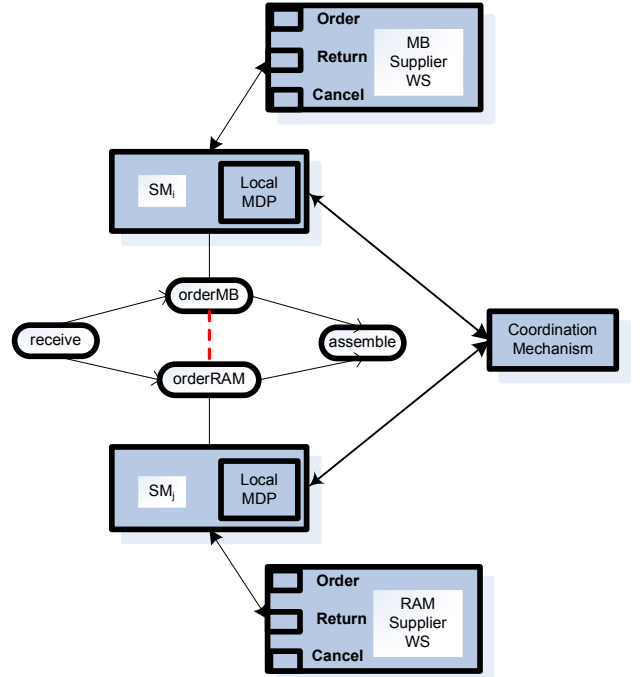 Order
Return
Cancel
MB
Supplier
WS
SMi
Local
MDP
orderMB
receive
assemble
orderRAM
Coordination
Mechanism
SMj
Local
MDP
Order
Return
Cancel
RAM
Supplier
WS